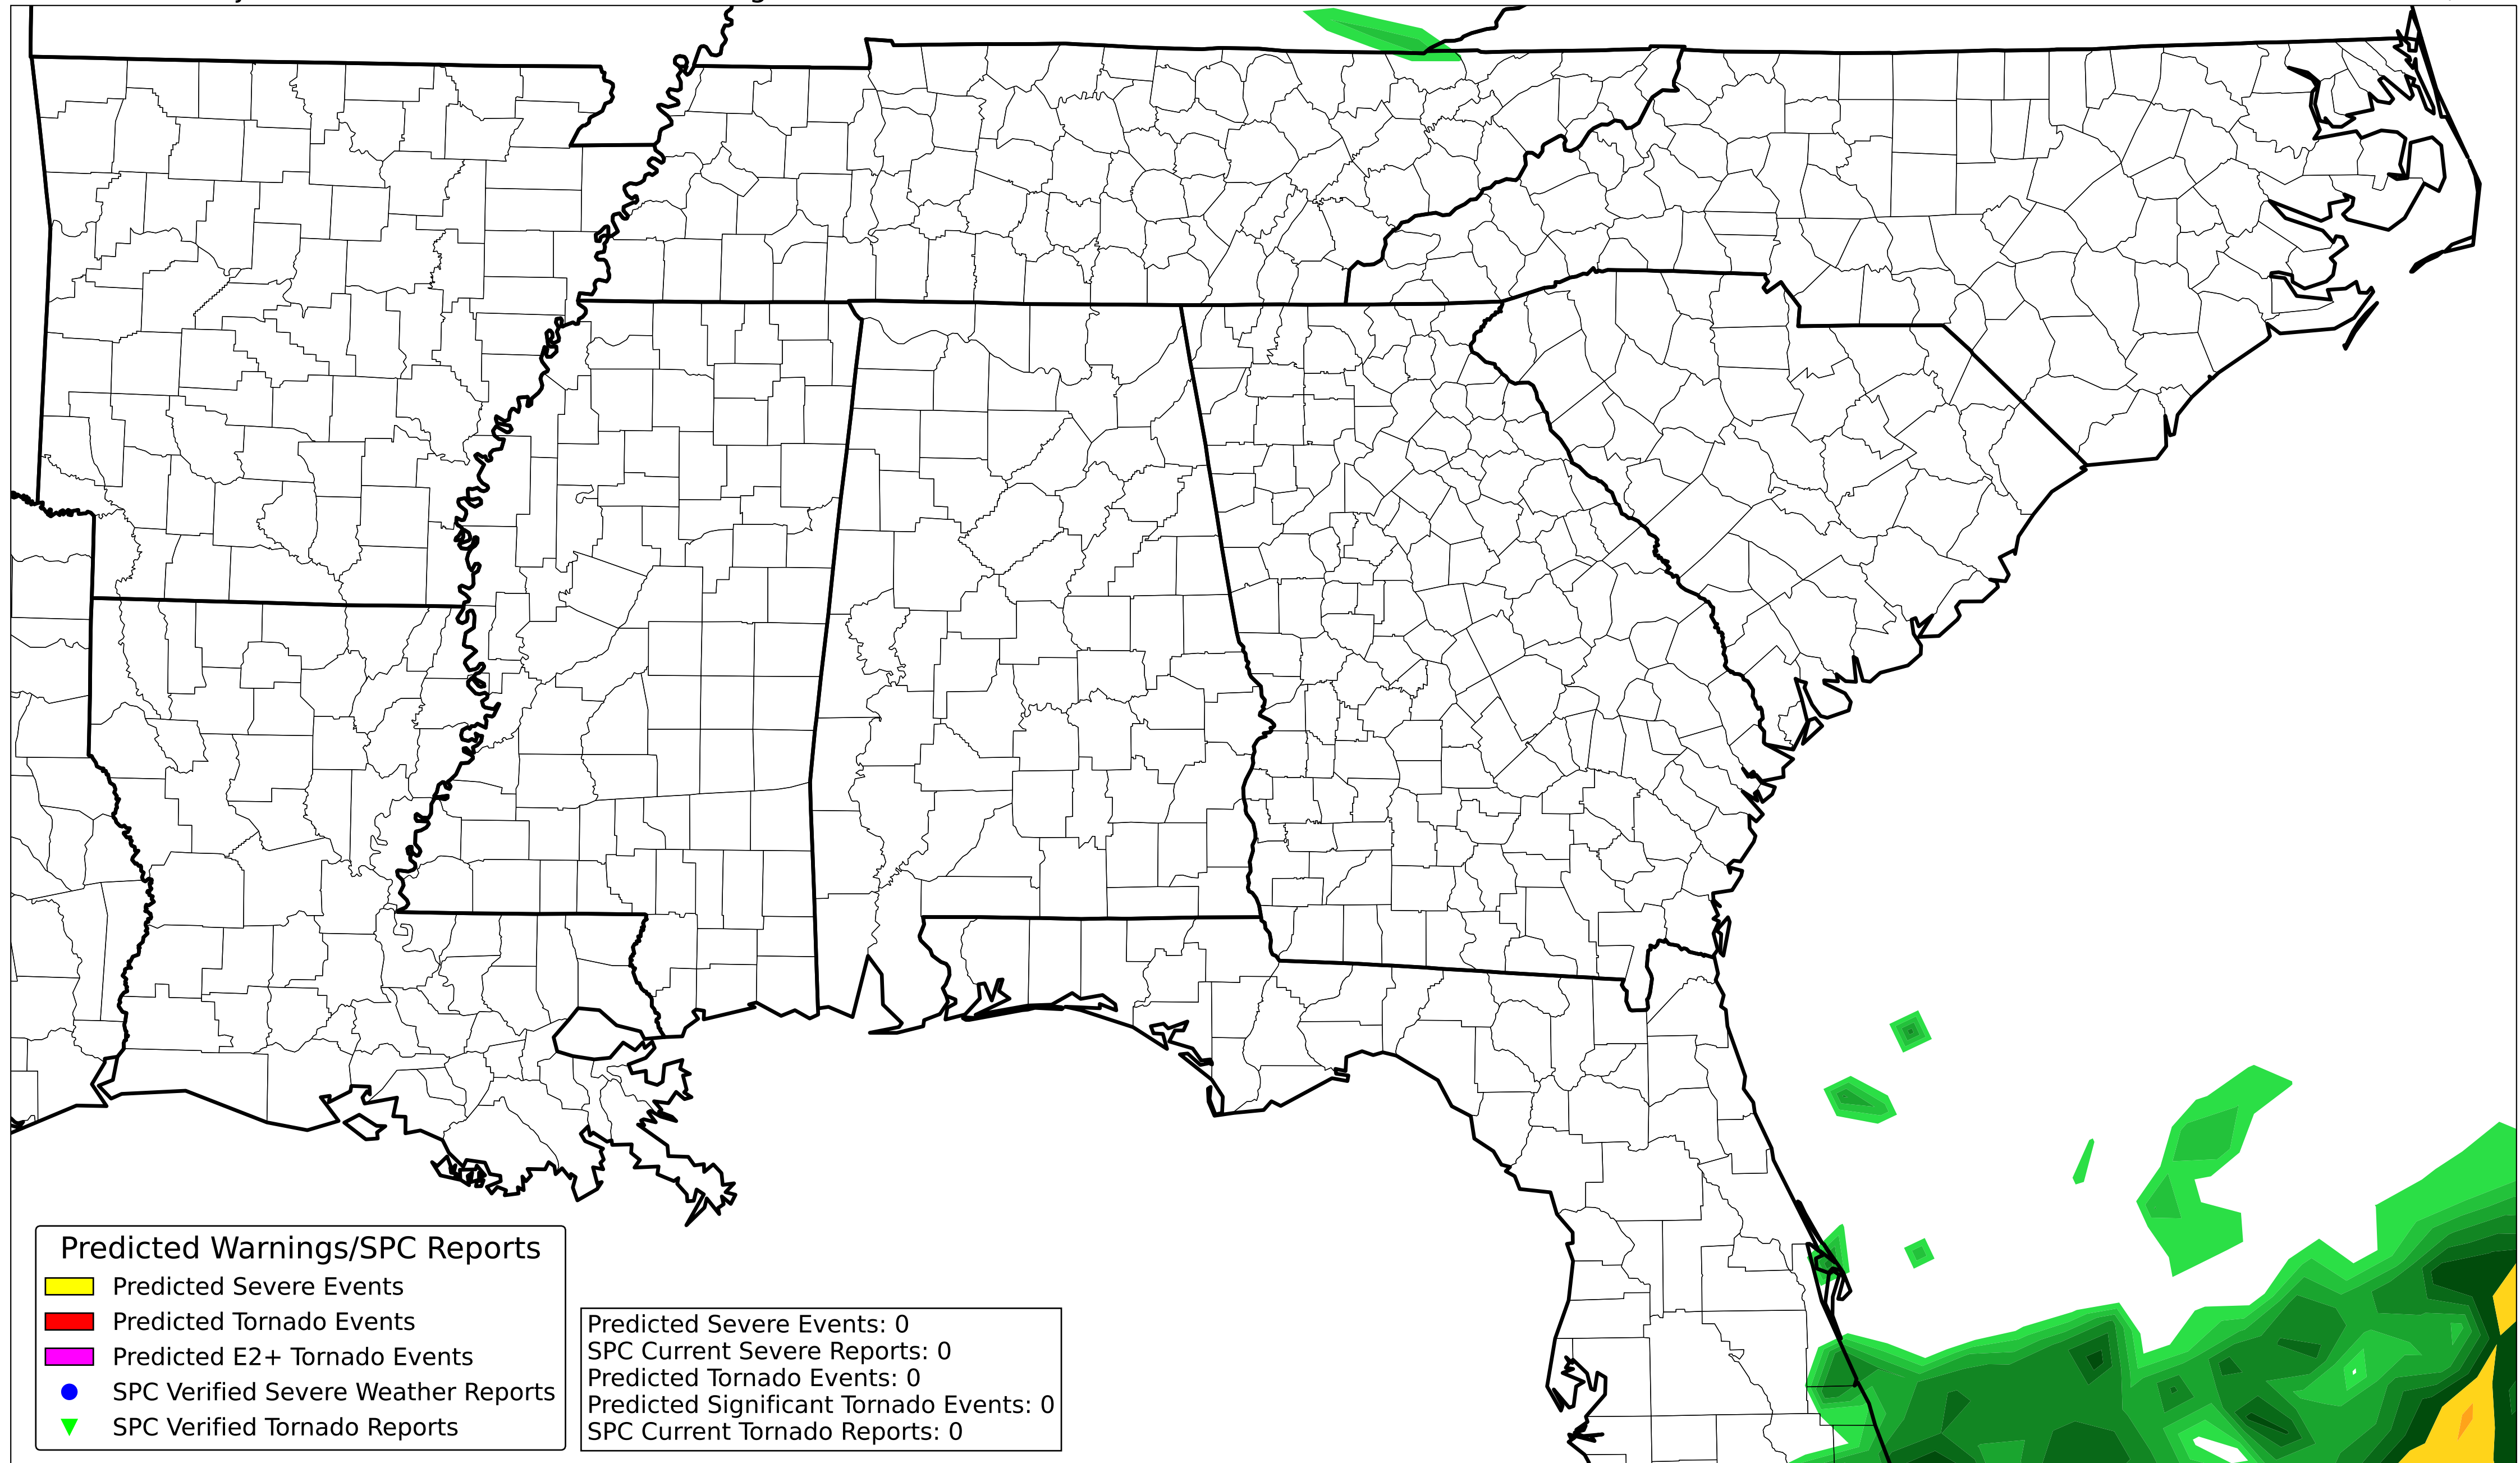 Predicted Warnings/SPC Reports
Predicted Severe Events
Predicted Tornado Events
Predicted E2+ Tornado Events
SPC Verified Severe Weather Reports
SPC Verified Tornado Reports
Predicted Severe Events: 0
SPC Current Severe Reports: 0
Predicted Tornado Events: 0
Predicted Significant Tornado Events: 0
SPC Current Tornado Reports: 0